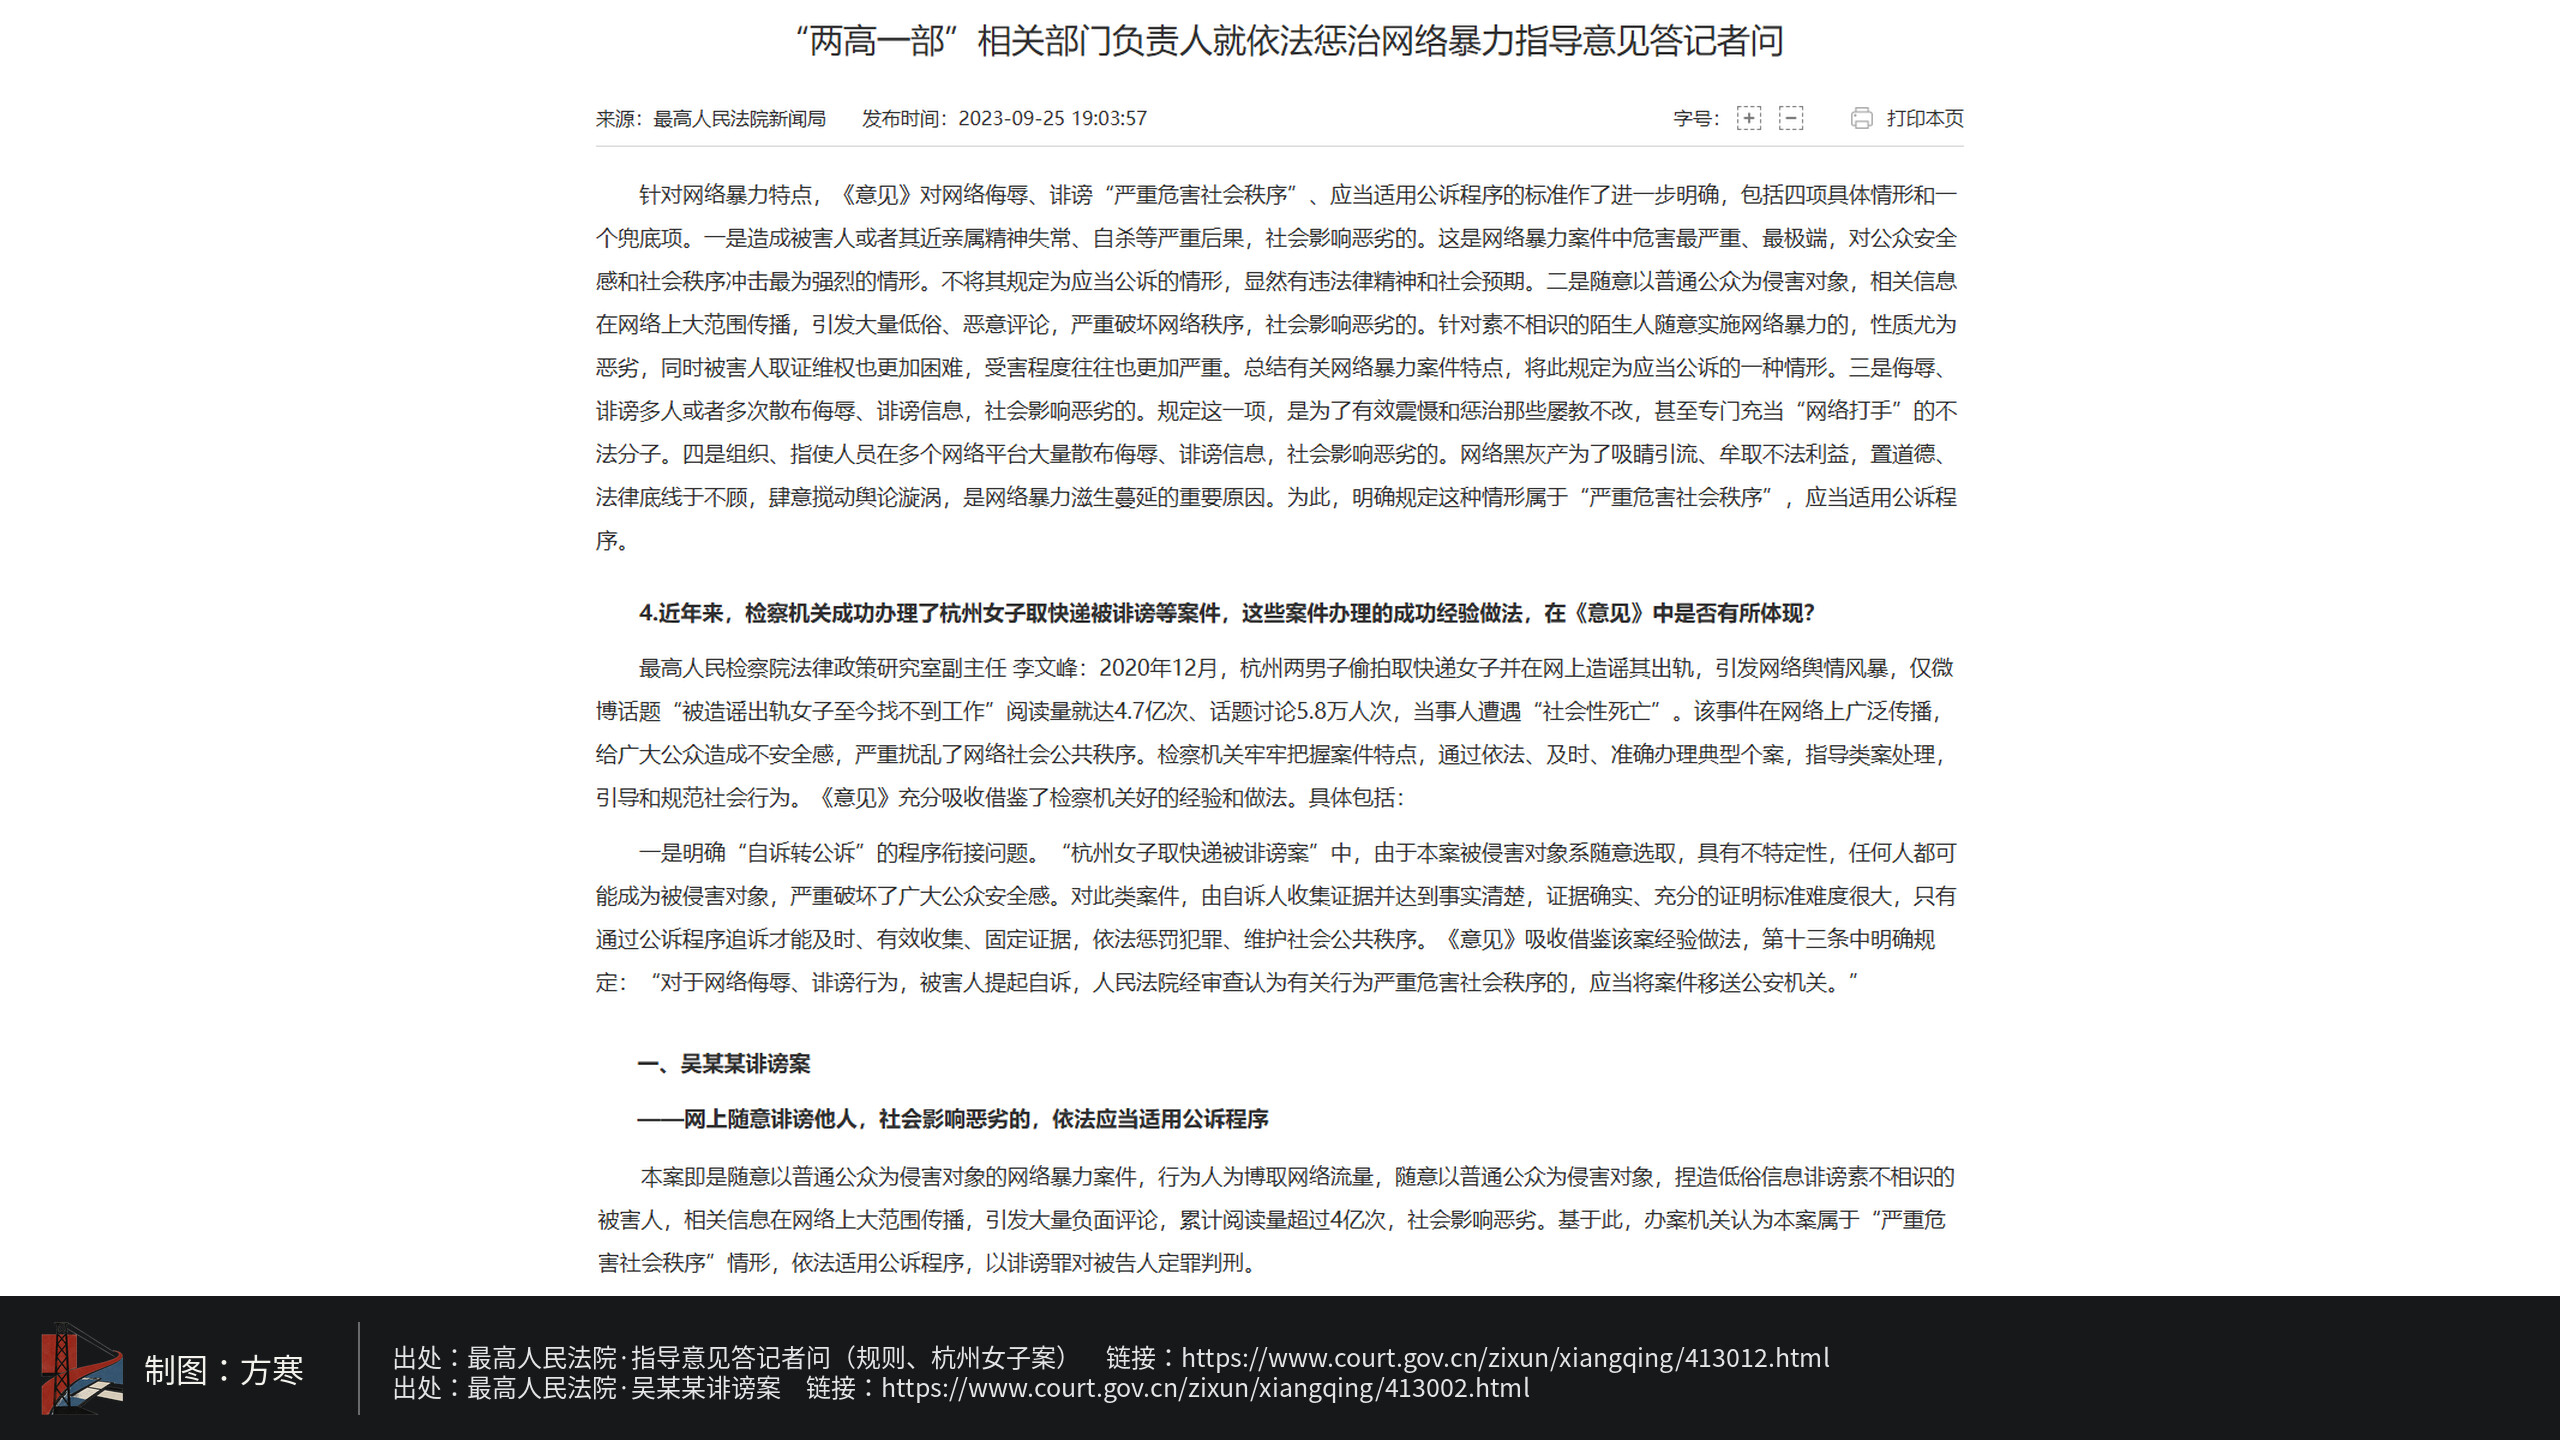 “两高一部”相关部门负责人就依法惩治网络暴力指导意见答记者问
来源：最高人民法院新闻局 发布时间：2023-09-25 19:03:57 字号： 打印本页
针对网络暴力特点，《意见》对网络侮辱、诽谤“严重危害社会秩序”、应当适用公诉程序的标准作了进一步明确，包括四项具体情形和一
个兜底项。一是造成被害人或者其近亲属精神失常、自杀等严重后果，社会影响恶劣的。这是网络暴力案件中危害最严重、最极端，对公众安全
感和社会秩序冲击最为强烈的情形。不将其规定为应当公诉的情形，显然有违法律精神和社会预期。二是随意以普通公众为侵害对象，相关信息
在网络上大范围传播，引发大量低俗、恶意评论，严重破坏网络秩序，社会影响恶劣的。针对素不相识的陌生人随意实施网络暴力的，性质尤为
恶劣，同时被害人取证维权也更加困难，受害程度往往也更加严重。总结有关网络暴力案件特点，将此规定为应当公诉的一种情形。三是侮辱、
诽谤多人或者多次散布侮辱、诽谤信息，社会影响恶劣的。规定这一项，是为了有效震慑和惩治那些屡教不改，甚至专门充当“网络打手”的不
法分子。四是组织、指使人员在多个网络平台大量散布侮辱、诽谤信息，社会影响恶劣的。网络黑灰产为了吸睛引流、牟取不法利益，置道德、
法律底线于不顾，肆意搅动舆论漩涡，是网络暴力滋生蔓延的重要原因。为此，明确规定这种情形属于“严重危害社会秩序”，应当适用公诉程
序。
4.近年来，检察机关成功办理了杭州女子取快递被诽谤等案件，这些案件办理的成功经验做法，在《意见》中是否有所体现？
最高人民检察院法律政策研究室副主任 李文峰：2020年12月，杭州两男子偷拍取快递女子并在网上造谣其出轨，引发网络舆情风暴，仅微
博话题“被造谣出轨女子至今找不到工作”阅读量就达4.7亿次、话题讨论5.8万人次，当事人遭遇“社会性死亡”。该事件在网络上广泛传播，
给广大公众造成不安全感，严重扰乱了网络社会公共秩序。检察机关牢牢把握案件特点，通过依法、及时、准确办理典型个案，指导类案处理，
引导和规范社会行为。《意见》充分吸收借鉴了检察机关好的经验和做法。具体包括：
一是明确“自诉转公诉”的程序衔接问题。“杭州女子取快递被诽谤案”中，由于本案被侵害对象系随意选取，具有不特定性，任何人都可
能成为被侵害对象，严重破坏了广大公众安全感。对此类案件，由自诉人收集证据并达到事实清楚，证据确实、充分的证明标准难度很大，只有
通过公诉程序追诉才能及时、有效收集、固定证据，依法惩罚犯罪、维护社会公共秩序。《意见》吸收借鉴该案经验做法，第十三条中明确规
定：“对于网络侮辱、诽谤行为，被害人提起自诉，人民法院经审查认为有关行为严重危害社会秩序的，应当将案件移送公安机关。”
一、吴某某诽谤案
——网上随意诽谤他人，社会影响恶劣的，依法应当适用公诉程序
本案即是随意以普通公众为侵害对象的网络暴力案件，行为人为博取网络流量，随意以普通公众为侵害对象，捏造低俗信息诽谤素不相识的
被害人，相关信息在网络上大范围传播，引发大量负面评论，累计阅读量超过4亿次，社会影响恶劣。基于此，办案机关认为本案属于“严重危
害社会秩序”情形，依法适用公诉程序，以诽谤罪对被告人定罪判刑。
制图：方寒
出处：最高人民法院·指导意见答记者问（规则、杭州女子案） 链接：https://www.court.gov.cn/zixun/xiangqing/413012.html
出处：最高人民法院·吴某某诽谤案 链接：https://www.court.gov.cn/zixun/xiangqing/413002.html